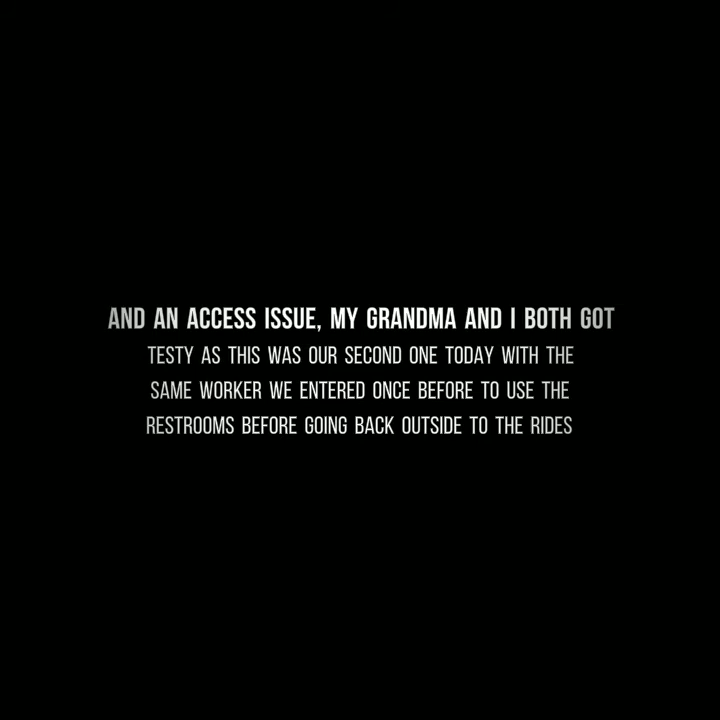 AND AN ACCESS ISSUE, MY GRANDMA AND I BOTH GOT
TESTY AS THIS WAS OUR SECOND ONE TODAY WITH THE
SAME WORKER WE ENTERED ONCE BEFORE TO USE THE
RESTROOMS BEFORE GOING BACK OUTSIDE TO THE RIDES